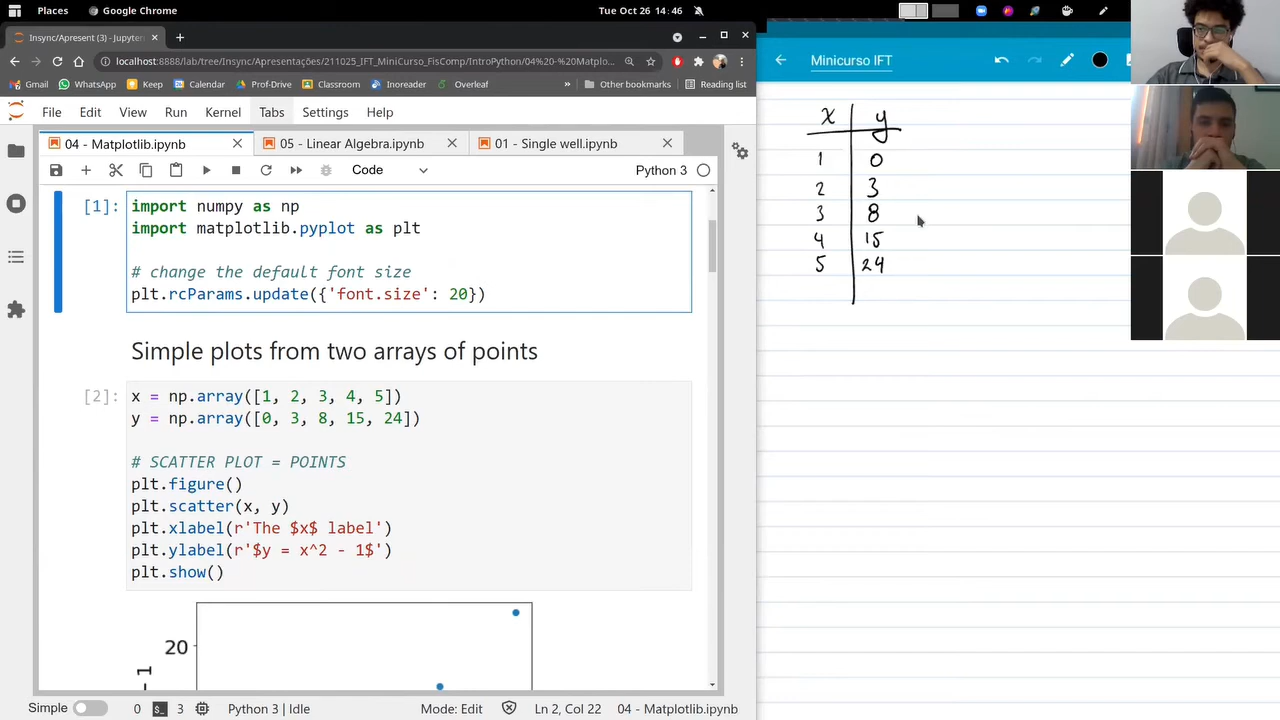 Places
Google Chrome
Tue Oct 26 14:46
Insync/Apresent (3) - Jupyter
localhost:8888/lab/tree/Insync/Apresentações/211025_IFT_MiniCurso_FisComp/IntroPython/04%20-%20Matplo...
Gmail
WhatsApp
Keep
Calendar
Prof-Drive
Classroom
Inoreader
Overleaf
»
Other bookmarks
Reading list
File
Edit
View
Run
Kernel
Tabs
Settings
Help
04 - Matplotlib.ipynb
05 - Linear Algebra.ipynb
01 - Single well.ipynb
Code
Python 3
[1]:
import numpy as np
import matplotlib.pyplot as plt
# change the default font size
plt.rcParams.update({'font.size': 20})
Simple plots from two arrays of points
[2]:
x = np.array([1, 2, 3, 4, 5])
y = np.array([0, 3, 8, 15, 24])
# SCATTER PLOT = POINTS
plt.figure()
plt.scatter(x, y)
plt.xlabel(r'The $x$ label')
plt.ylabel(r'$y = x^2 - 1$')
plt.show()
20
- 1
Simple
0
$_
3
Python 3 | Idle
Mode: Edit
Ln 2, Col 22
04 - Matplotlib.ipynb
Minicurso IFT
x y
1 0
2 3
3 8
4 15
5 24